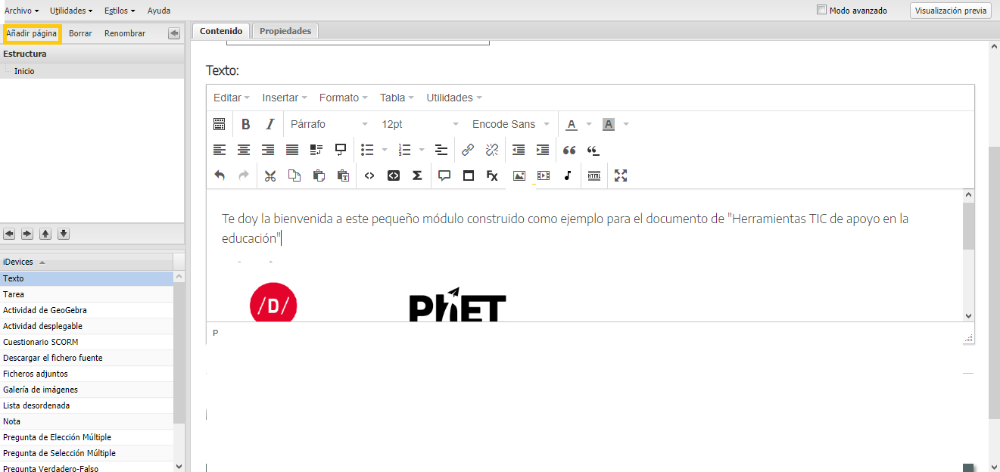 Archivo Utilidades Estilos Ayuda
Modo avanzado Visualización previa
Añadir página Borrar Renombrar
Estructura
Inicio
iDevices
Texto
Tarea
Actividad de GeoGebra
Actividad desplegable
Cuestionario SCORM
Descargar el fichero fuente
Ficheros adjuntos
Galería de imágenes
Lista desordenada
Nota
Pregunta de Elección Múltiple
Pregunta de Selección Múltiple
Pregunta Verdadero-Falso
Contenido Propiedades
Texto:
Editar Insertar Formato Tabla Utilidades
B I Párrafo 12pt Encode Sans A A
Fx HTML
Te doy la bienvenida a este pequeño módulo construido como ejemplo para el documento de "Herramientas TIC de apoyo en la
educación"
/D/ PhET
P